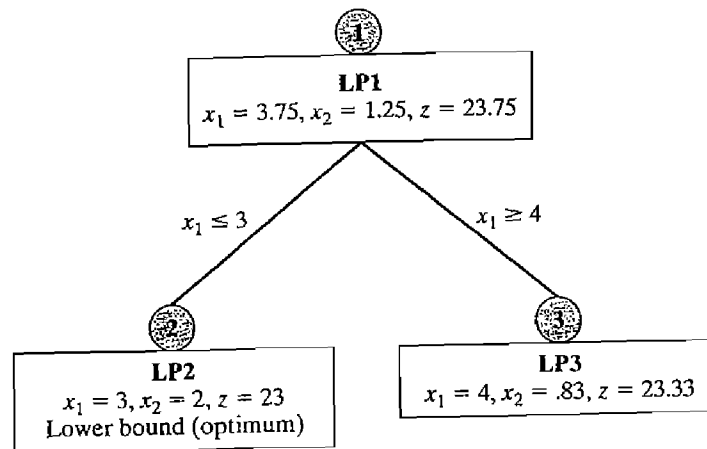 1
LP1
x₁ = 3.75, x₂ = 1.25, z = 23.75
x₁ ≤ 3
x₁ ≥ 4
2
3
LP2
x₁ = 3, x₂ = 2, z = 23
Lower bound (optimum)
LP3
x₁ = 4, x₂ = .83, z = 23.33